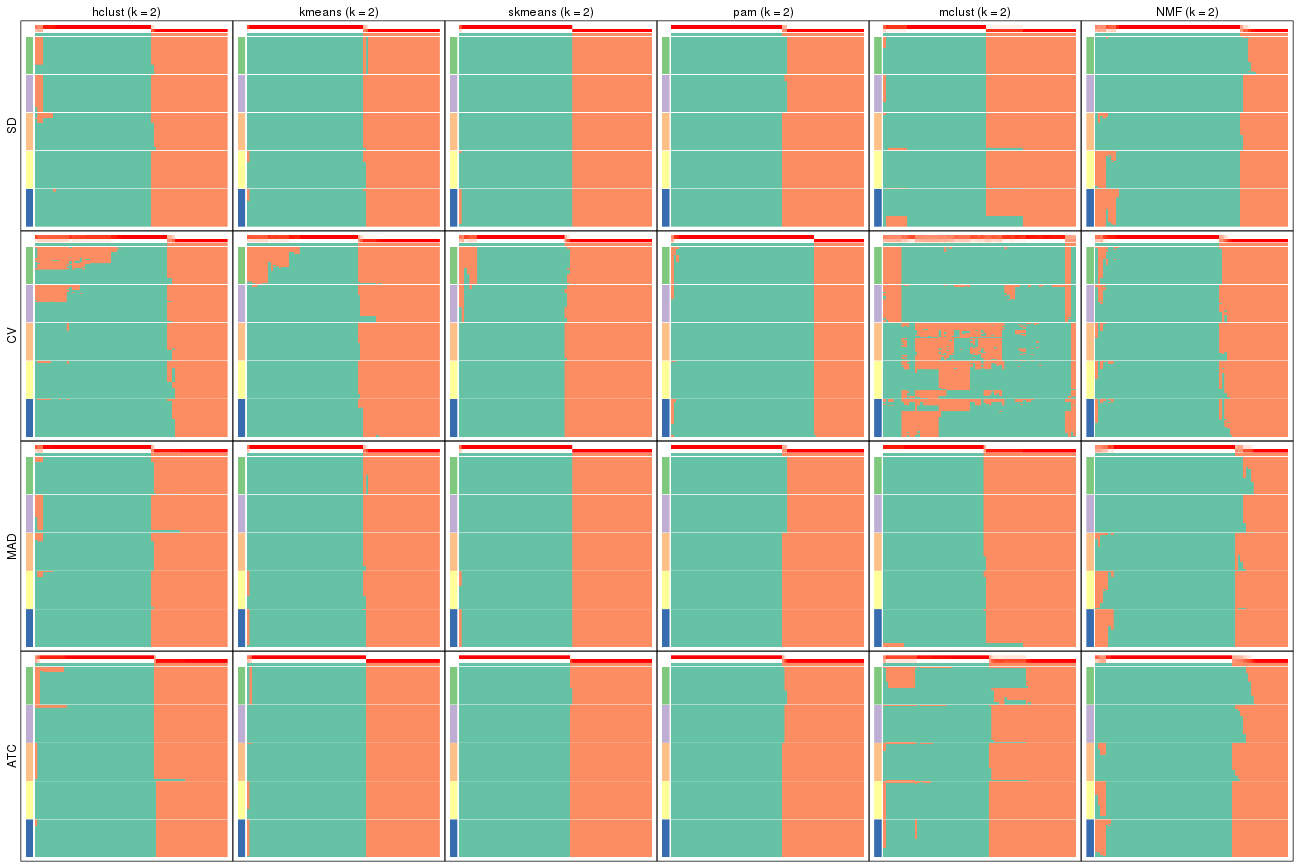 hclust (k = 2)
kmeans (k = 2)
skmeans (k = 2)
pam (k = 2)
mclust (k = 2)
NMF (k = 2)
SD
CV
MAD
ATC